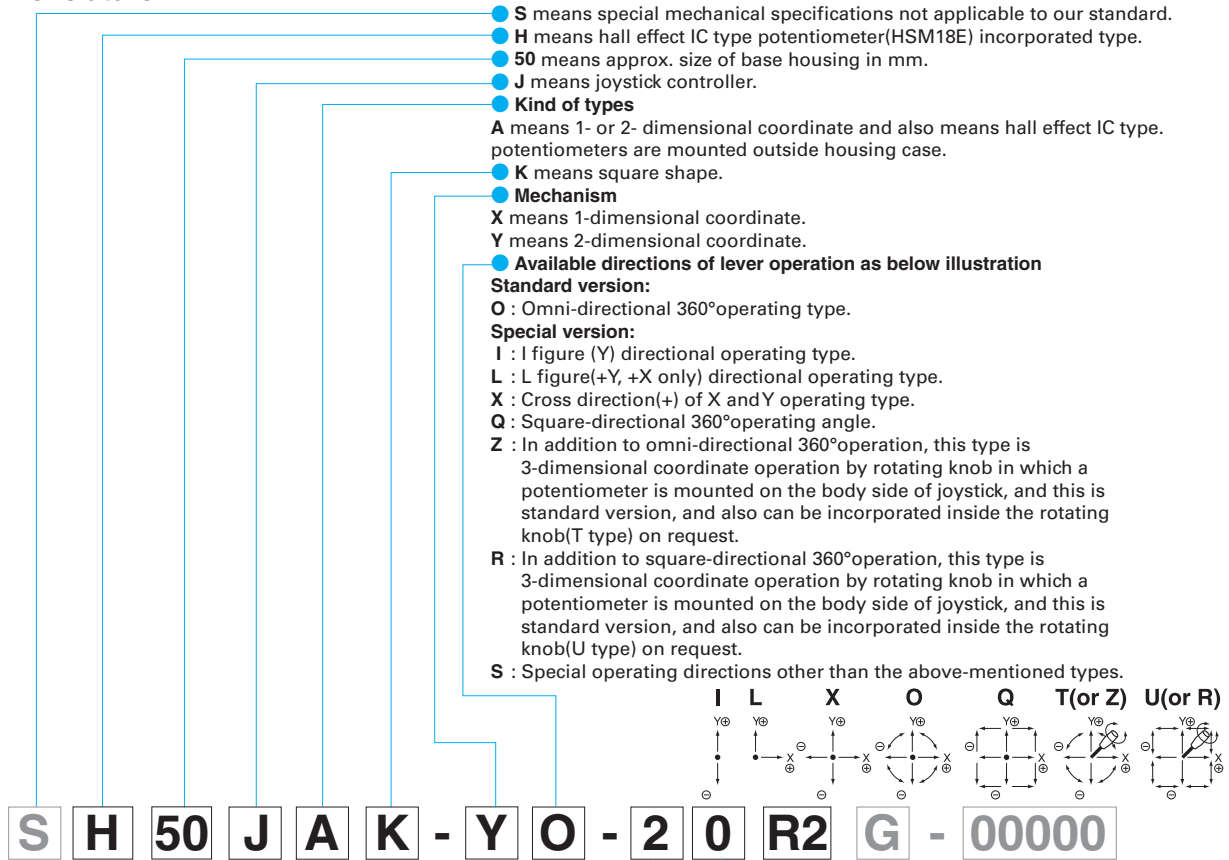 S means special mechanical specifications not applicable to our standard.
H means hall effect IC type potentiometer(HSM18E) incorporated type.
50 means approx. size of base housing in mm.
J means joystick controller.
Kind of types
A means 1- or 2- dimensional coordinate and also means hall effect IC type.
potentiometers are mounted outside housing case.
K means square shape.
Mechanism
X means 1-dimensional coordinate.
Y means 2-dimensional coordinate.
Available directions of lever operation as below illustration
Standard version:
O : Omni-directional 360°operating type.
Special version:
I : I figure (Y) directional operating type.
L : L figure(+Y, +X only) directional operating type.
X : Cross direction(+) of X and Y operating type.
Q : Square-directional 360°operating angle.
Z : In addition to omni-directional 360°operation, this type is
3-dimensional coordinate operation by rotating knob in which a
potentiometer is mounted on the body side of joystick, and this is
standard version, and also can be incorporated inside the rotating
knob(T type) on request.
R : In addition to square-directional 360°operation, this type is
3-dimensional coordinate operation by rotating knob in which a
potentiometer is mounted on the body side of joystick, and this is
standard version, and also can be incorporated inside the rotating
knob(U type) on request.
S : Special operating directions other than the above-mentioned types.
I L X O Q T(or Z) U(or R)
Y⊕ Y⊕ Y⊕ Y⊕ Y⊕ Y⊕ Y⊕
⊖ ⊖ ⊖ ⊖ ⊖
X X X X X X
⊕ ⊕ ⊕ ⊕ ⊕ ⊕
⊖ ⊖ ⊖ ⊖ ⊖ ⊖
S H 50 J A K - Y O - 2 0 R2 G - 00000